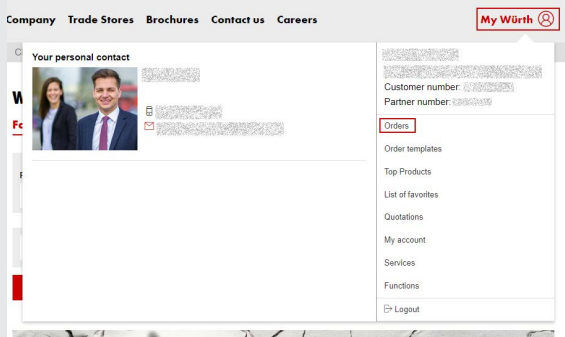 Company Trade Stores Brochures Contact us Careers
My Würth
Your personal contact
Customer number:
Partner number:
Orders
Order templates
Top Products
List of favorites
Quotations
My account
Services
Functions
Logout